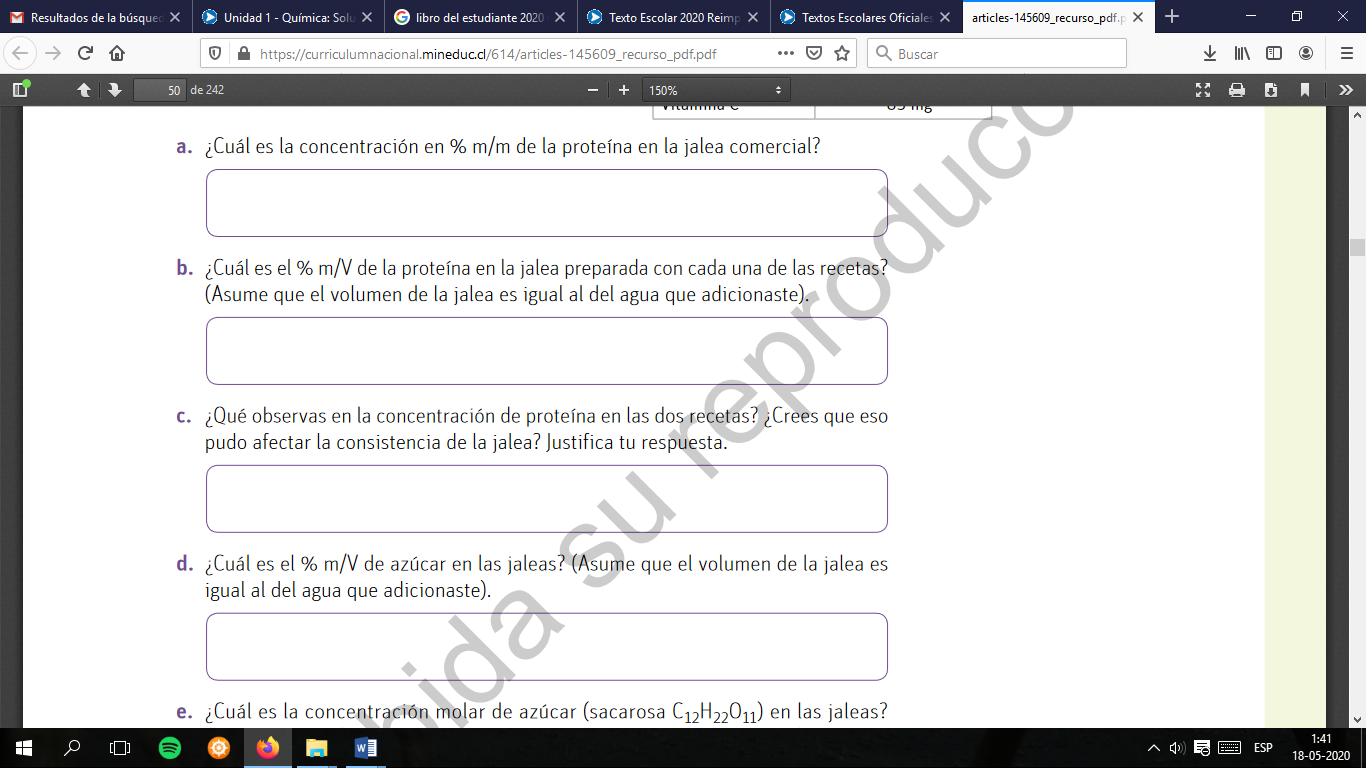 Resultados de la búsqued
Unidad 1 - Química: Solu
libro del estudiante 2020
Texto Escolar 2020 Reimp
Textos Escolares Oficiales
articles-145609_recurso_pdf.p
https://curriculumnacional.mineduc.cl/614/articles-145609_recurso_pdf.pdf
Buscar
50 de 242
150%
Vitamina C
a. ¿Cuál es la concentración en % m/m de la proteína en la jalea comercial?
b. ¿Cuál es el % m/V de la proteína en la jalea preparada con cada una de las recetas?
(Asume que el volumen de la jalea es igual al del agua que adicionaste).
c. ¿Qué observas en la concentración de proteína en las dos recetas? ¿Crees que eso
pudo afectar la consistencia de la jalea? Justifica tu respuesta.
d. ¿Cuál es el % m/V de azúcar en las jaleas? (Asume que el volumen de la jalea es
igual al del agua que adicionaste).
e. ¿Cuál es la concentración molar de azúcar (sacarosa C12H22O11) en las jaleas?
hida su reproducc
ESP
1:41
18-05-2020